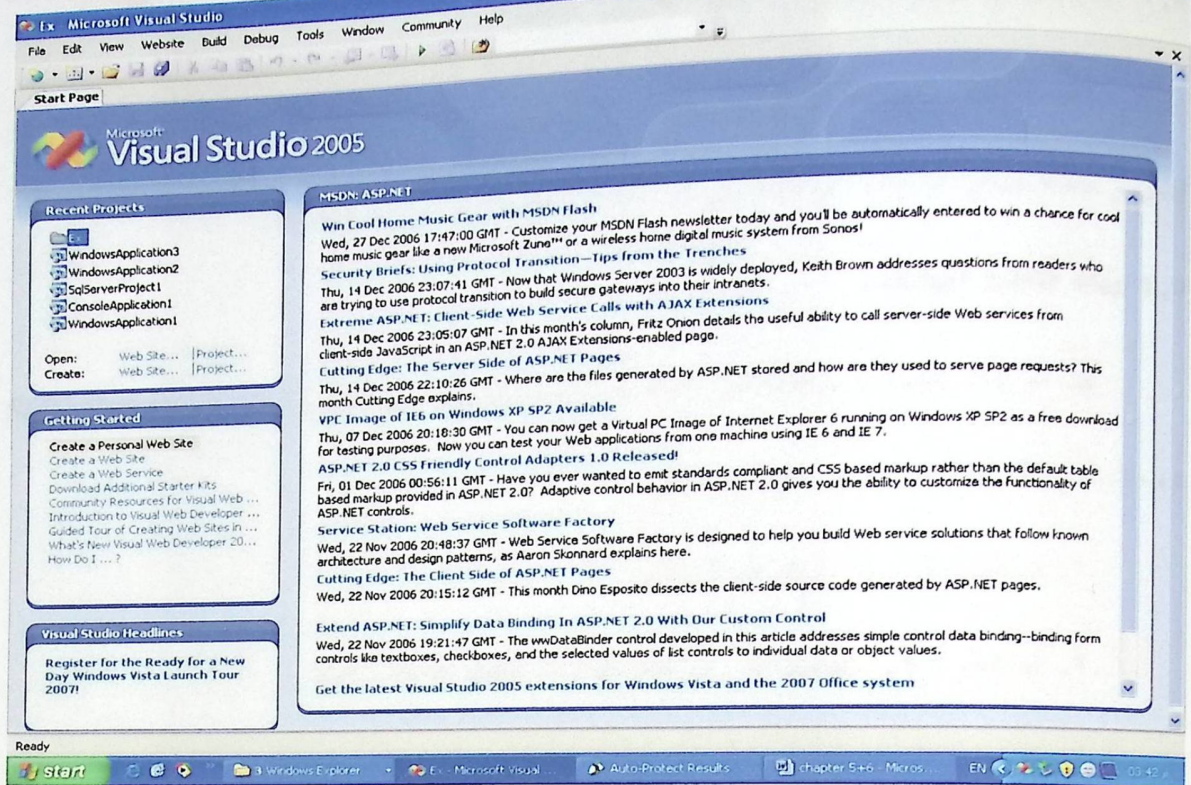 Ex - Microsoft Visual Studio
File Edit View Website Build Debug Tools Window Community Help
Start Page
Microsoft
Visual Studio 2005
Recent Projects
Ex
WindowsApplication3
WindowsApplication2
SqlServerProject1
ConsoleApplication1
WindowsApplication1
Open: Web Site... | Project...
Create: Web Site... | Project...
Getting Started
Create a Personal Web Site
Create a Web Site
Create a Web Service
Download Additional Starter Kits
Community Resources for Visual Web ...
Introduction to Visual Web Developer ...
Guided Tour of Creating Web Sites in ...
What's New Visual Web Developer 20...
How Do I ... ?
Visual Studio Headlines
Register for the Ready for a New
Day Windows Vista Launch Tour
2007!
MSDN: ASP.NET
Win Cool Home Music Gear with MSDN Flash
Wed, 27 Dec 2006 17:47:00 GMT - Customize your MSDN Flash newsletter today and you'll be automatically entered to win a chance for cool
home music gear like a new Microsoft Zune™ or a wireless home digital music system from Sonos!
Security Briefs: Using Protocol Transition—Tips from the Trenches
Thu, 14 Dec 2006 23:07:41 GMT - Now that Windows Server 2003 is widely deployed, Keith Brown addresses questions from readers who
are trying to use protocol transition to build secure gateways into their intranets.
Extreme ASP.NET: Client-Side Web Service Calls with AJAX Extensions
Thu, 14 Dec 2006 23:05:07 GMT - In this month's column, Fritz Onion details the useful ability to call server-side Web services from
client-side JavaScript in an ASP.NET 2.0 AJAX Extensions-enabled page.
Cutting Edge: The Server Side of ASP.NET Pages
Thu, 14 Dec 2006 22:10:26 GMT - Where are the files generated by ASP.NET stored and how are they used to serve page requests? This
month Cutting Edge explains.
VPC Image of IE6 on Windows XP SP2 Available
Thu, 07 Dec 2006 20:18:30 GMT - You can now get a Virtual PC Image of Internet Explorer 6 running on Windows XP SP2 as a free download
for testing purposes. Now you can test your Web applications from one machine using IE 6 and IE 7.
ASP.NET 2.0 CSS Friendly Control Adapters 1.0 Released!
Fri, 01 Dec 2006 00:56:11 GMT - Have you ever wanted to emit standards compliant and CSS based markup rather than the default table
based markup provided in ASP.NET 2.0? Adaptive control behavior in ASP.NET 2.0 gives you the ability to customize the functionality of
ASP.NET controls.
Service Station: Web Service Software Factory
Wed, 22 Nov 2006 20:48:37 GMT - Web Service Software Factory is designed to help you build Web service solutions that follow known
architecture and design patterns, as Aaron Skonnard explains here.
Cutting Edge: The Client Side of ASP.NET Pages
Wed, 22 Nov 2006 20:15:12 GMT - This month Dino Esposito dissects the client-side source code generated by ASP.NET pages.
Extend ASP.NET: Simplify Data Binding In ASP.NET 2.0 With Our Custom Control
Wed, 22 Nov 2006 19:21:47 GMT - The wwDataBinder control developed in this article addresses simple control data binding--binding form
controls like textboxes, checkboxes, and the selected values of list controls to individual data or object values.
Get the latest Visual Studio 2005 extensions for Windows Vista and the 2007 Office system
Ready
start 3 Windows Explorer Ex - Microsoft Visual ... Auto-Protect Results chapter 5+6 - Micros... EN 03:42